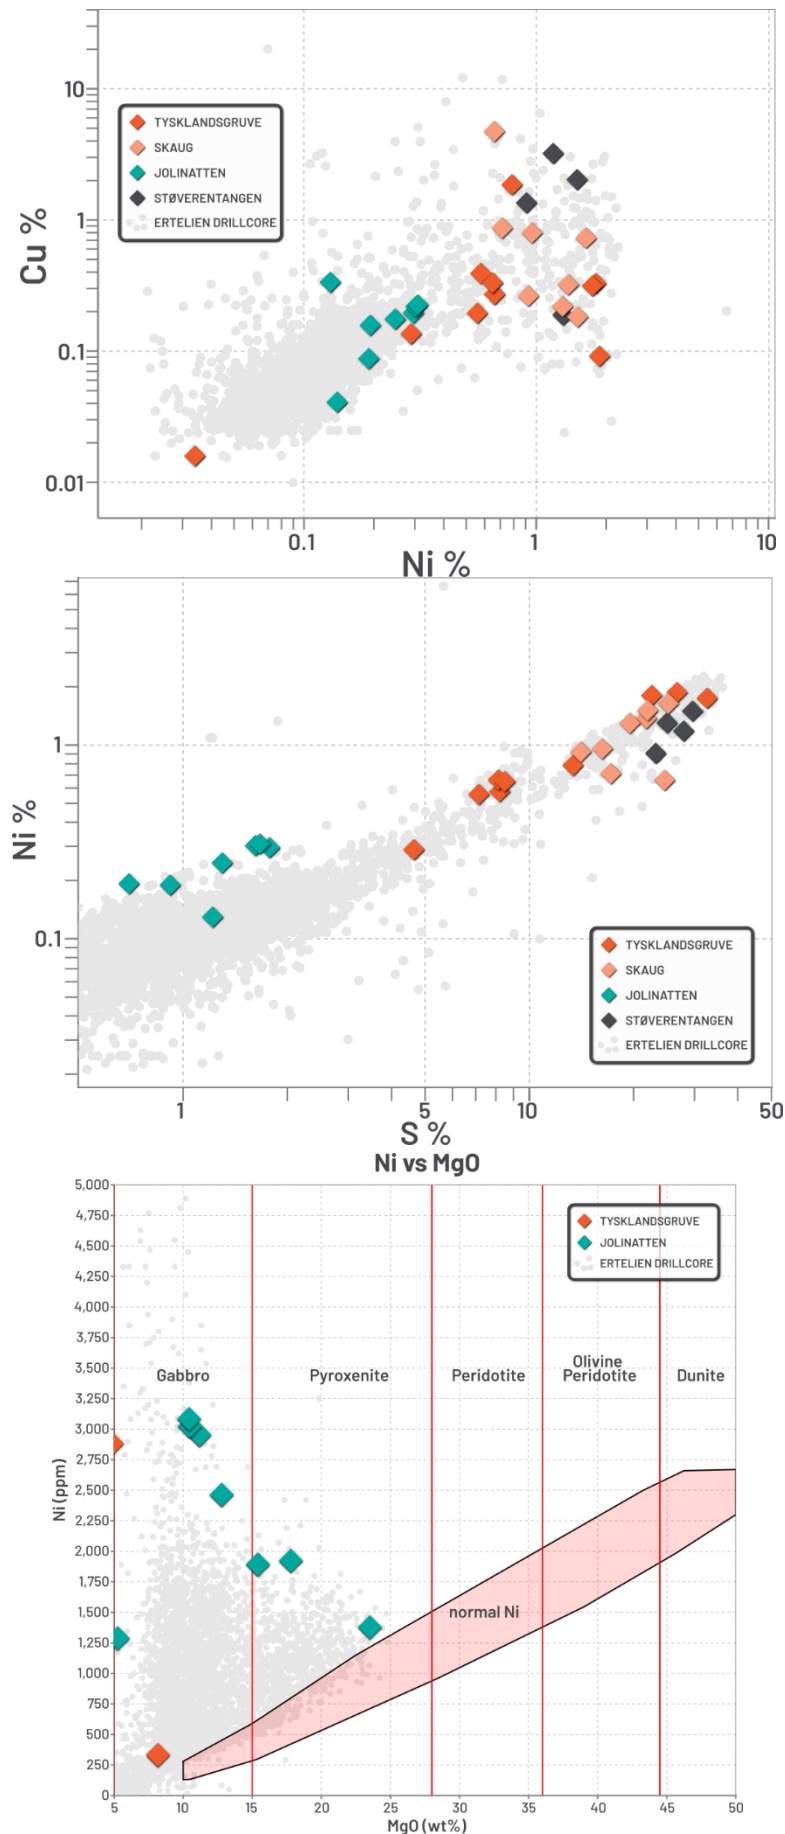 10
1
0.1
0.01
Cu %
TYSKLANDSGRUVE
SKAUG
JOLINATTEN
STØVERENTANGEN
ERTELIEN DRILLCORE
0.1
1
10
Ni %
1
0.1
Ni %
TYSKLANDSGRUVE
SKAUG
JOLINATTEN
STØVERENTANGEN
ERTELIEN DRILLCORE
1
5
10
50
S %
Ni vs MgO
5,000
4,750
4,500
4,250
4,000
3,750
3,500
3,250
3,000
2,750
2,500
2,250
2,000
1,750
1,500
1,250
1,000
750
500
250
0
Ni (ppm)
TYSKLANDSGRUVE
JOLINATTEN
ERTELIEN DRILLCORE
Gabbro
Pyroxenite
Peridotite
Olivine
Peridotite
Dunite
normal Ni
5
10
15
20
25
30
35
40
45
50
MgO (wt%)